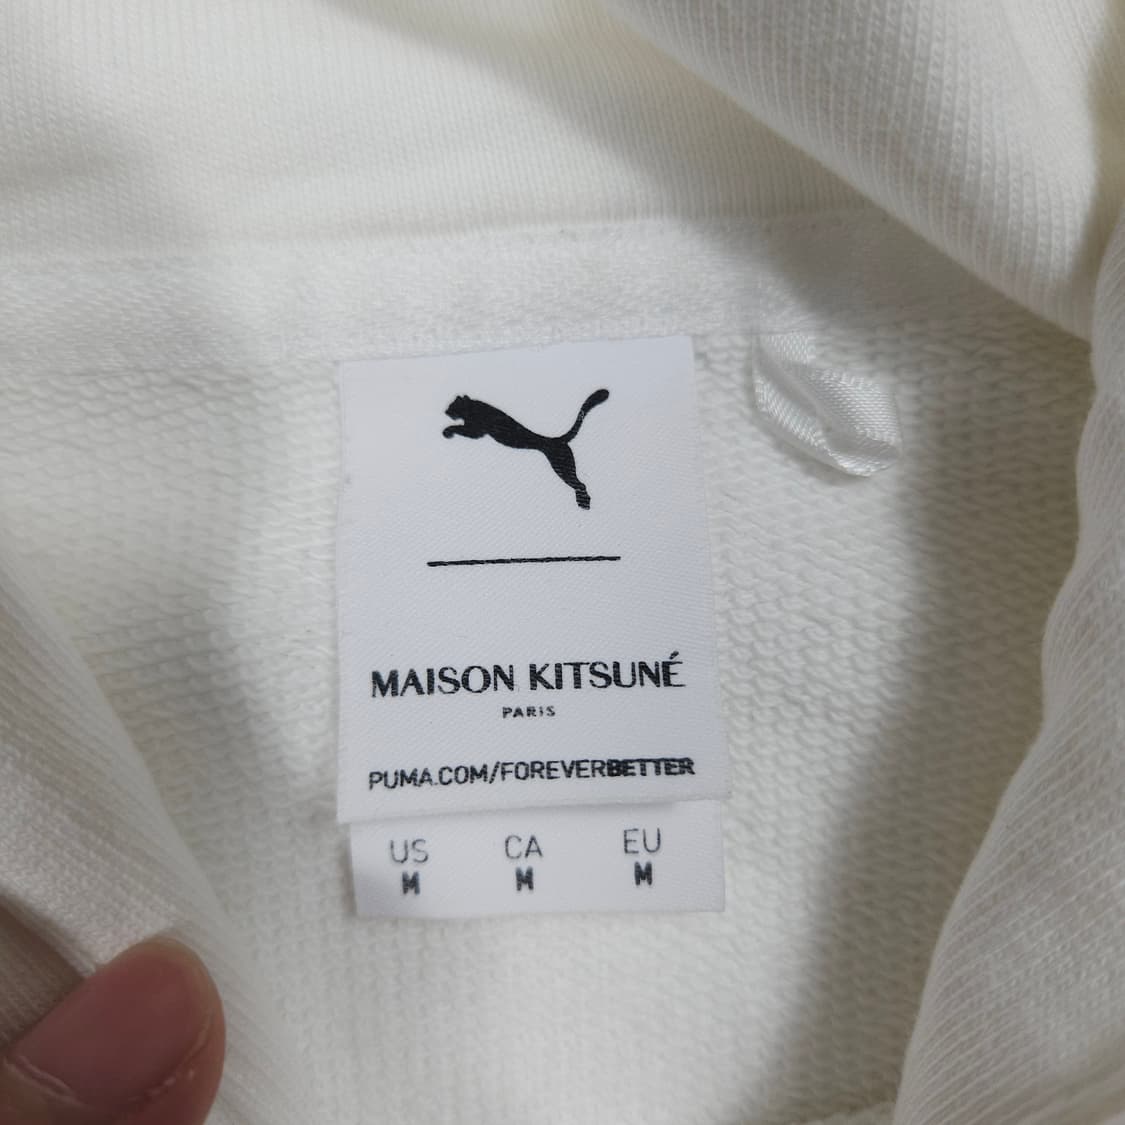 MAISON KITSUNÉ
PARIS
PUMA.COM/FOREVERBETTER
US CA EU
M M M